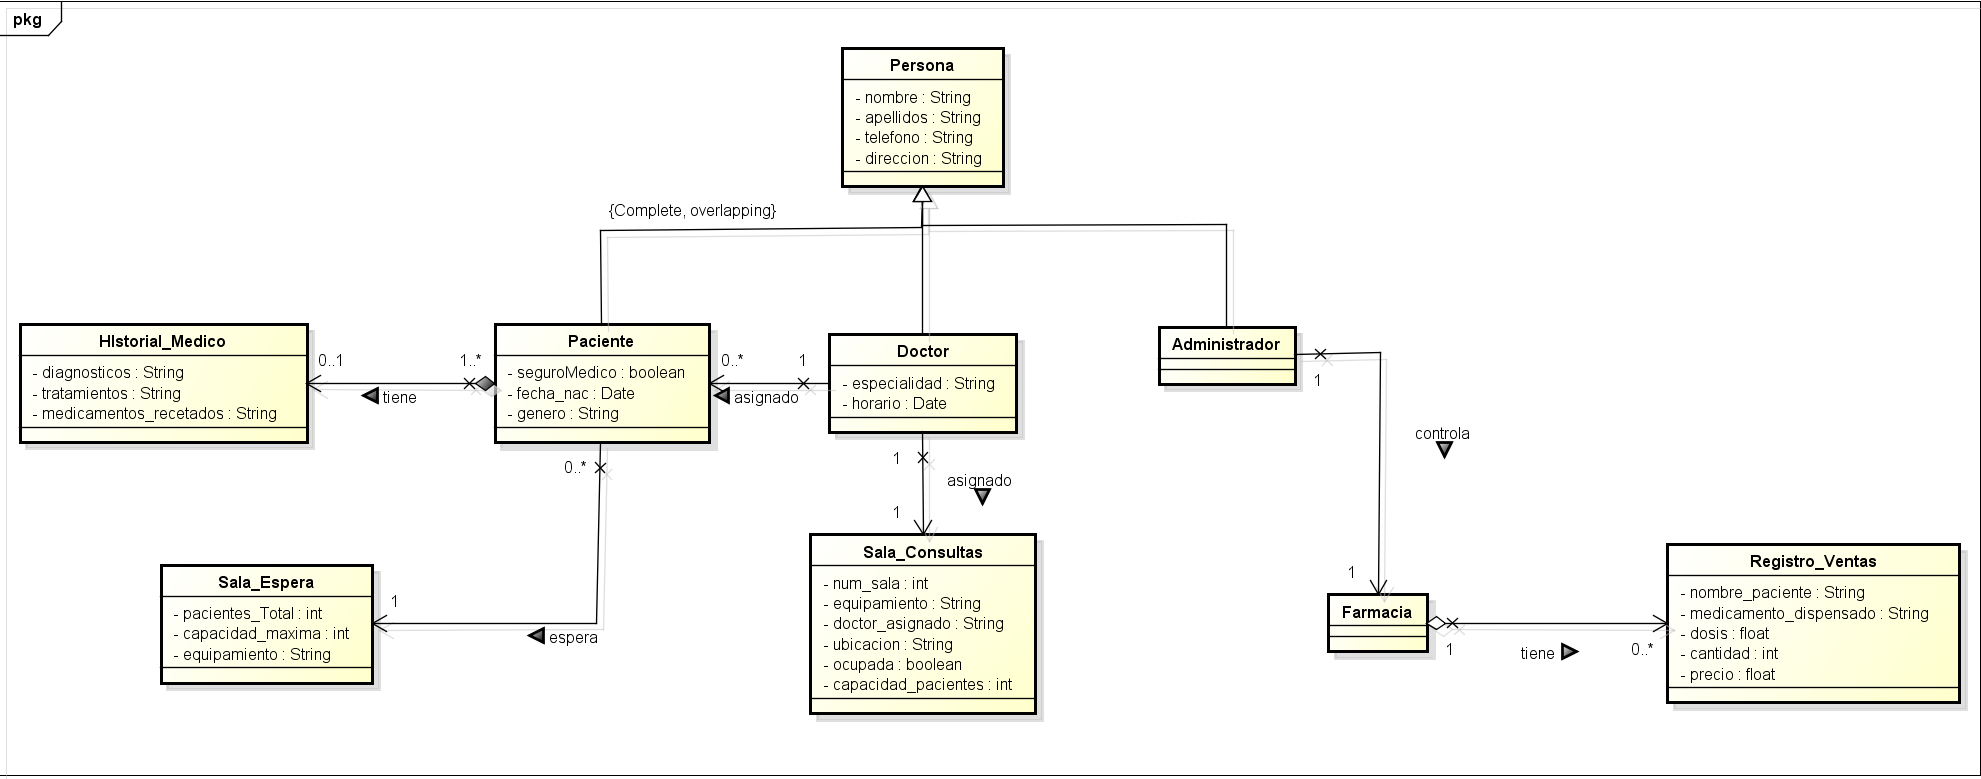 pkg
Persona
- nombre : String
- apellidos : String
- telefono : String
- direccion : String
{Complete, overlapping}
HIstorial_Medico
- diagnosticos : String
- tratamientos : String
- medicamentos_recetados : String
0..1
1..*
tiene
Paciente
- seguroMedico : boolean
- fecha_nac : Date
- genero : String
0..*
1
asignado
Doctor
- especialidad : String
- horario : Date
Administrador
1
controla
1
0..*
1
asignado
1
Sala_Espera
- pacientes_Total : int
- capacidad_maxima : int
- equipamiento : String
1
espera
Sala_Consultas
- num_sala : int
- equipamiento : String
- doctor_asignado : String
- ubicacion : String
- ocupada : boolean
- capacidad_pacientes : int
Farmacia
1
tiene
0..*
Registro_Ventas
- nombre_paciente : String
- medicamento_dispensado : String
- dosis : float
- cantidad : int
- precio : float